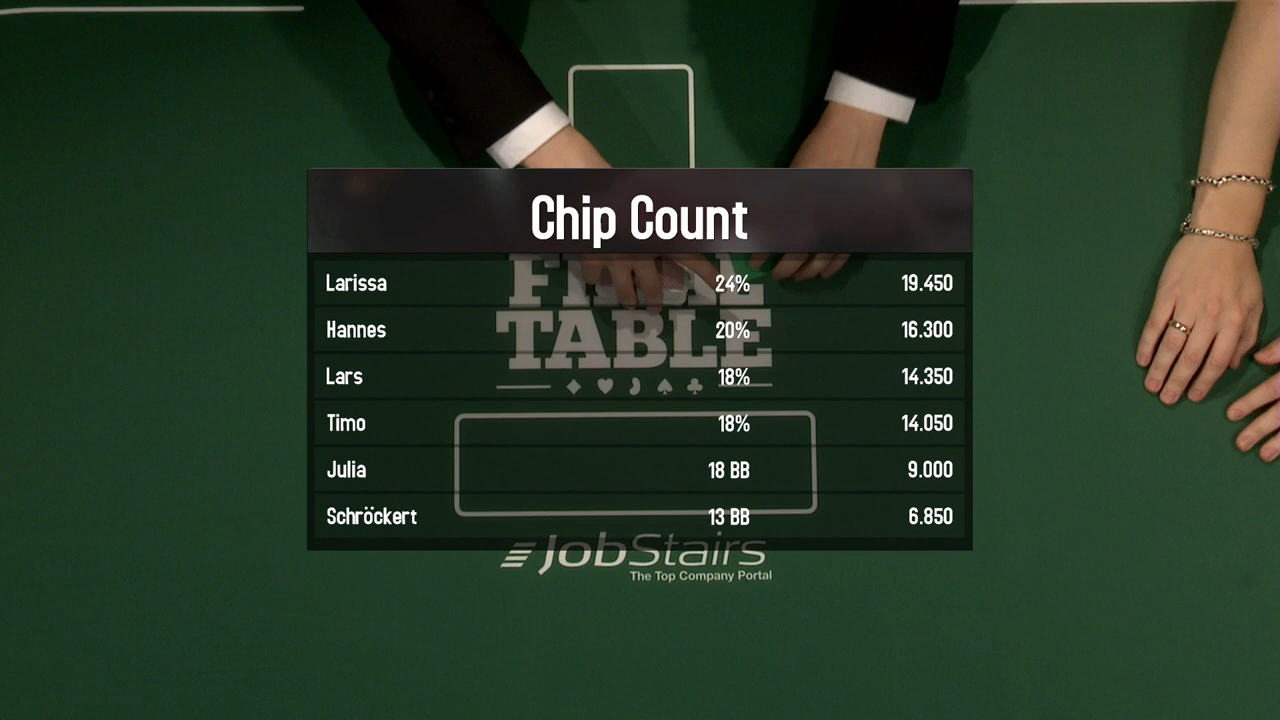 Chip Count
Larissa 24% 19.450
FINAL
Hannes 20% 16.300
TABLE
Lars 18% 14.350
Timo 18% 14.050
Julia 18 BB 9.000
Schröckert 13 BB 6.850
JobStairs
The Top Company Portal